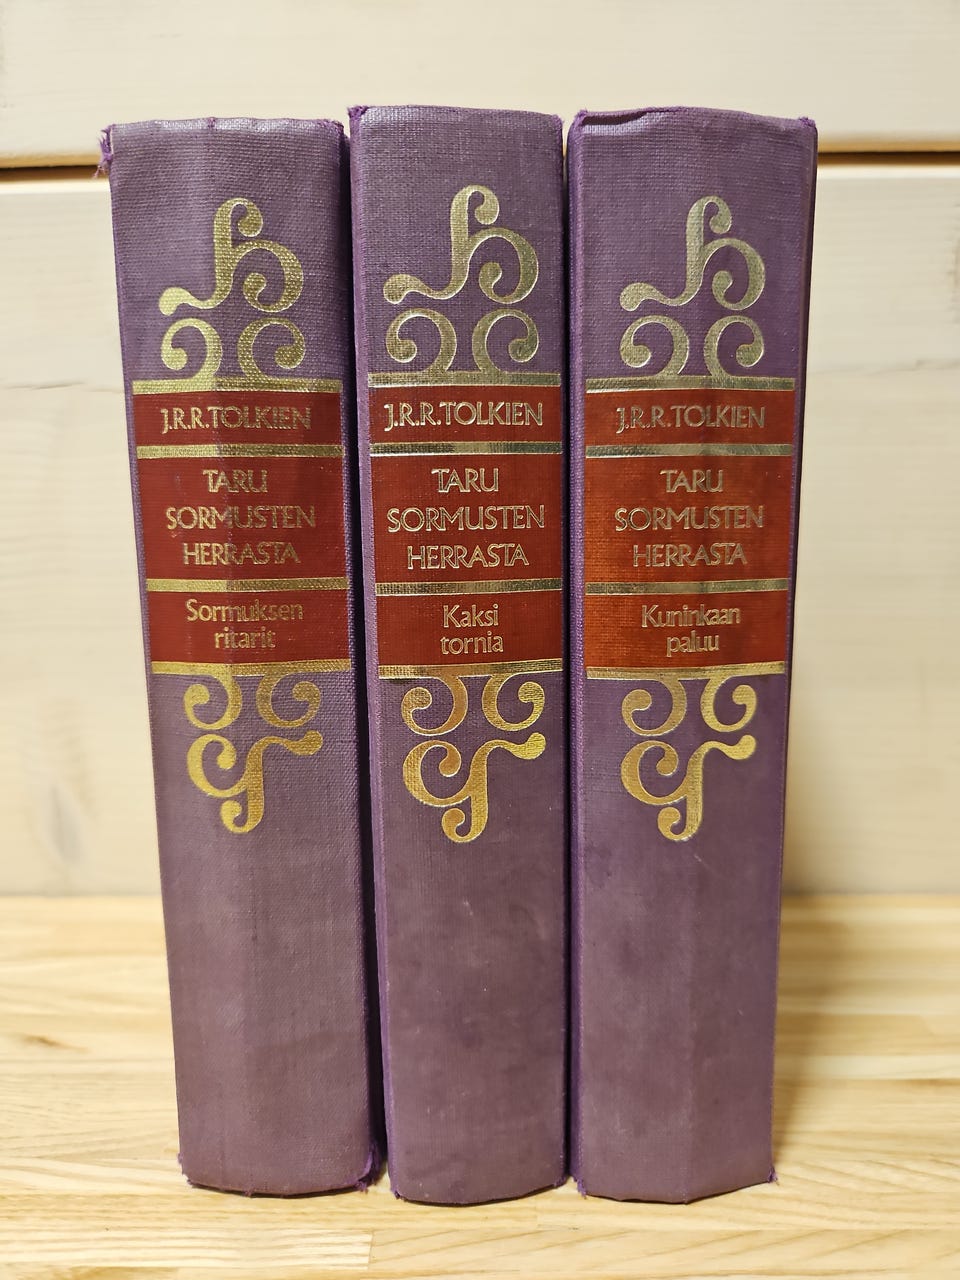 J.R.R.TOLKIEN
TARU
SORMUSTEN
HERRASTA
Sormuksen
ritarit
J.R.R.TOLKIEN
TARU
SORMUSTEN
HERRASTA
Kaksi
tornia
J.R.R.TOLKIEN
TARU
SORMUSTEN
HERRASTA
Kuninkaan
paluu